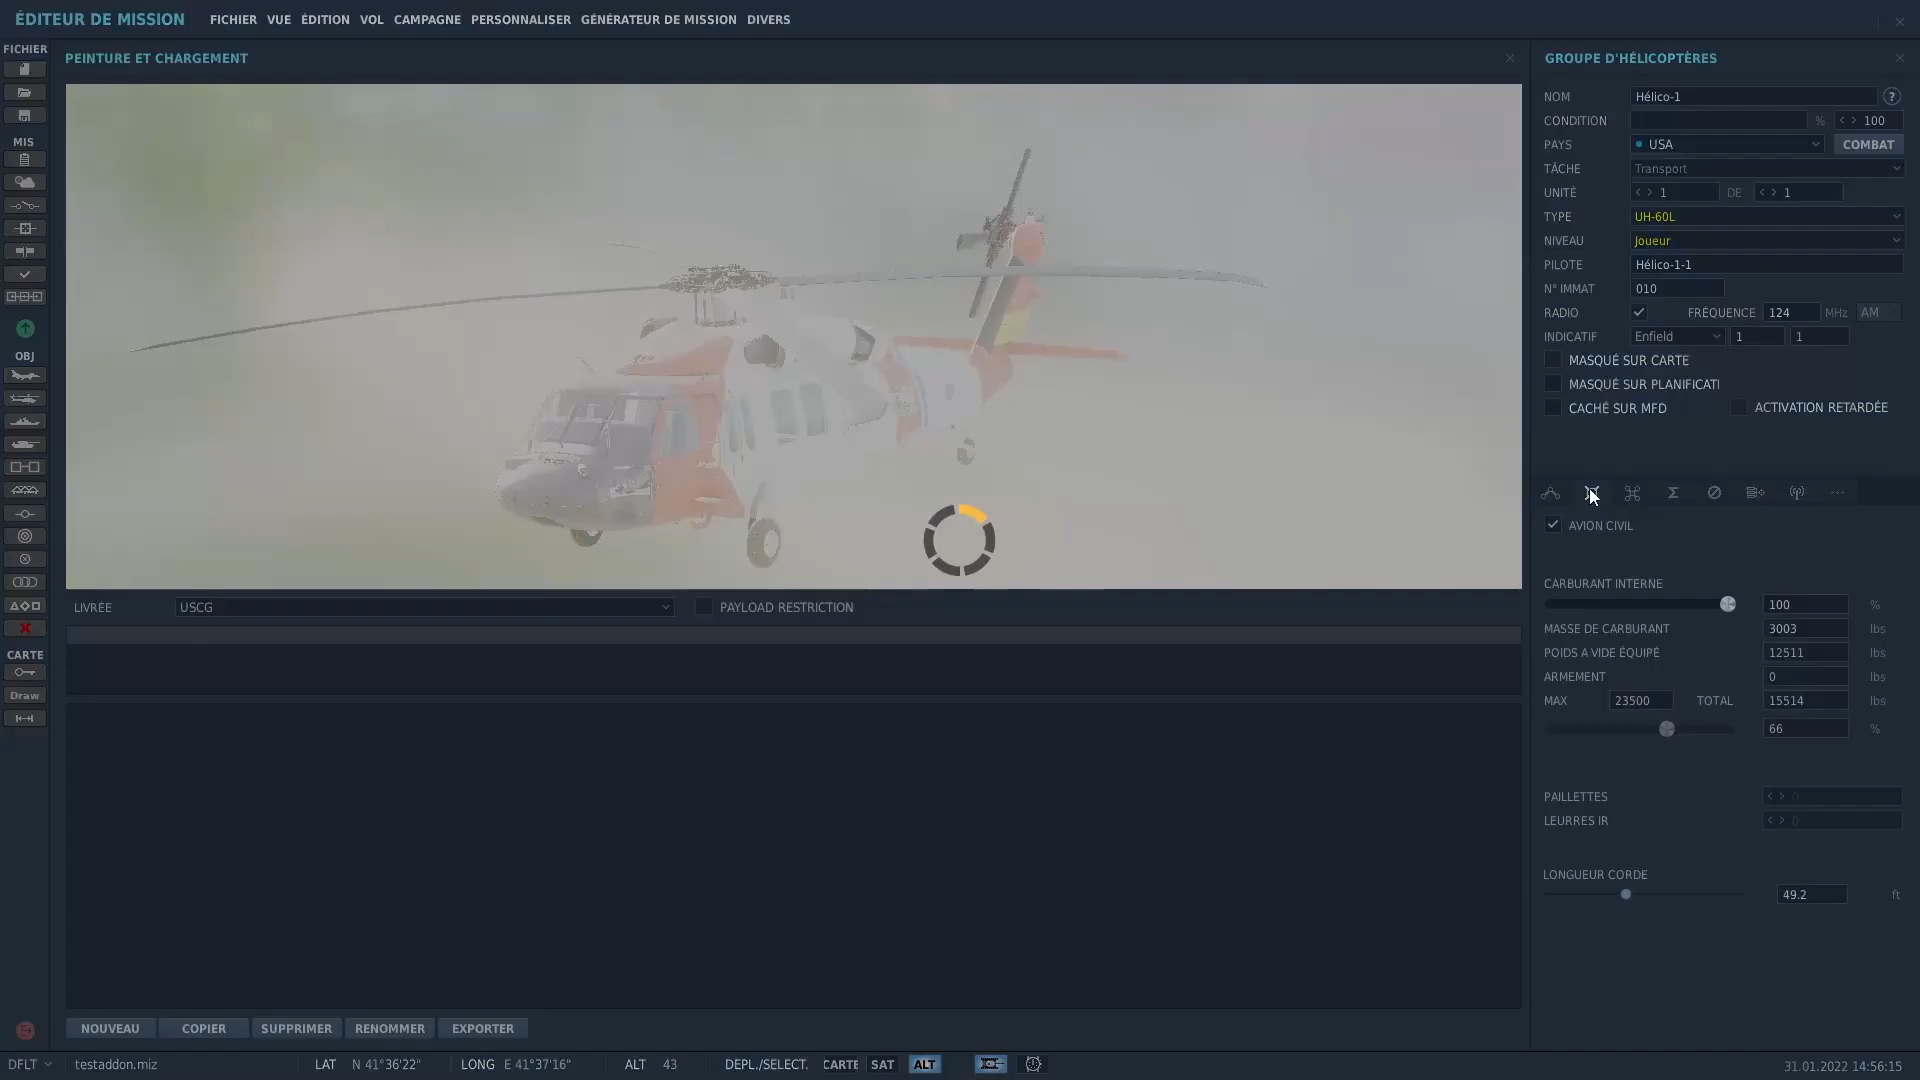 ÉDITEUR DE MISSION FICHIER VUE ÉDITION VOL CAMPAGNE PERSONNALISER GÉNÉRATEUR DE MISSION DIVERS
FICHIER
MIS
OBJ
CARTE
Draw
PEINTURE ET CHARGEMENT
LIVRÉE USCG PAYLOAD RESTRICTION
NOUVEAU COPIER SUPPRIMER RENOMMER EXPORTER
GROUPE D'HÉLICOPTÈRES
NOM Hélico-1 ?
CONDITION % < > 100
PAYS USA COMBAT
TÂCHE Transport
UNITÉ < > 1 DE < > 1
TYPE UH-60L
NIVEAU Joueur
PILOTE Hélico-1-1
N° IMMAT 010
RADIO FRÉQUENCE 124 MHz AM
INDICATIF Enfield 1 1
MASQUÉ SUR CARTE
MASQUÉ SUR PLANIFICATI
CACHÉ SUR MFD ACTIVATION RETARDÉE
AVION CIVIL
CARBURANT INTERNE
100 %
MASSE DE CARBURANT 3003 lbs
POIDS A VIDE ÉQUIPÉ 12511 lbs
ARMEMENT 0 lbs
MAX 23500 TOTAL 15514 lbs
66 %
PAILLETTES < > 0
LEURRES IR < > 0
LONGUEUR CORDE
49.2 ft
DFLT testaddon.miz LAT N 41°36'22" LONG E 41°37'16" ALT 43 DEPL./SELECT. CARTE SAT ALT 31.01.2022 14:56:15